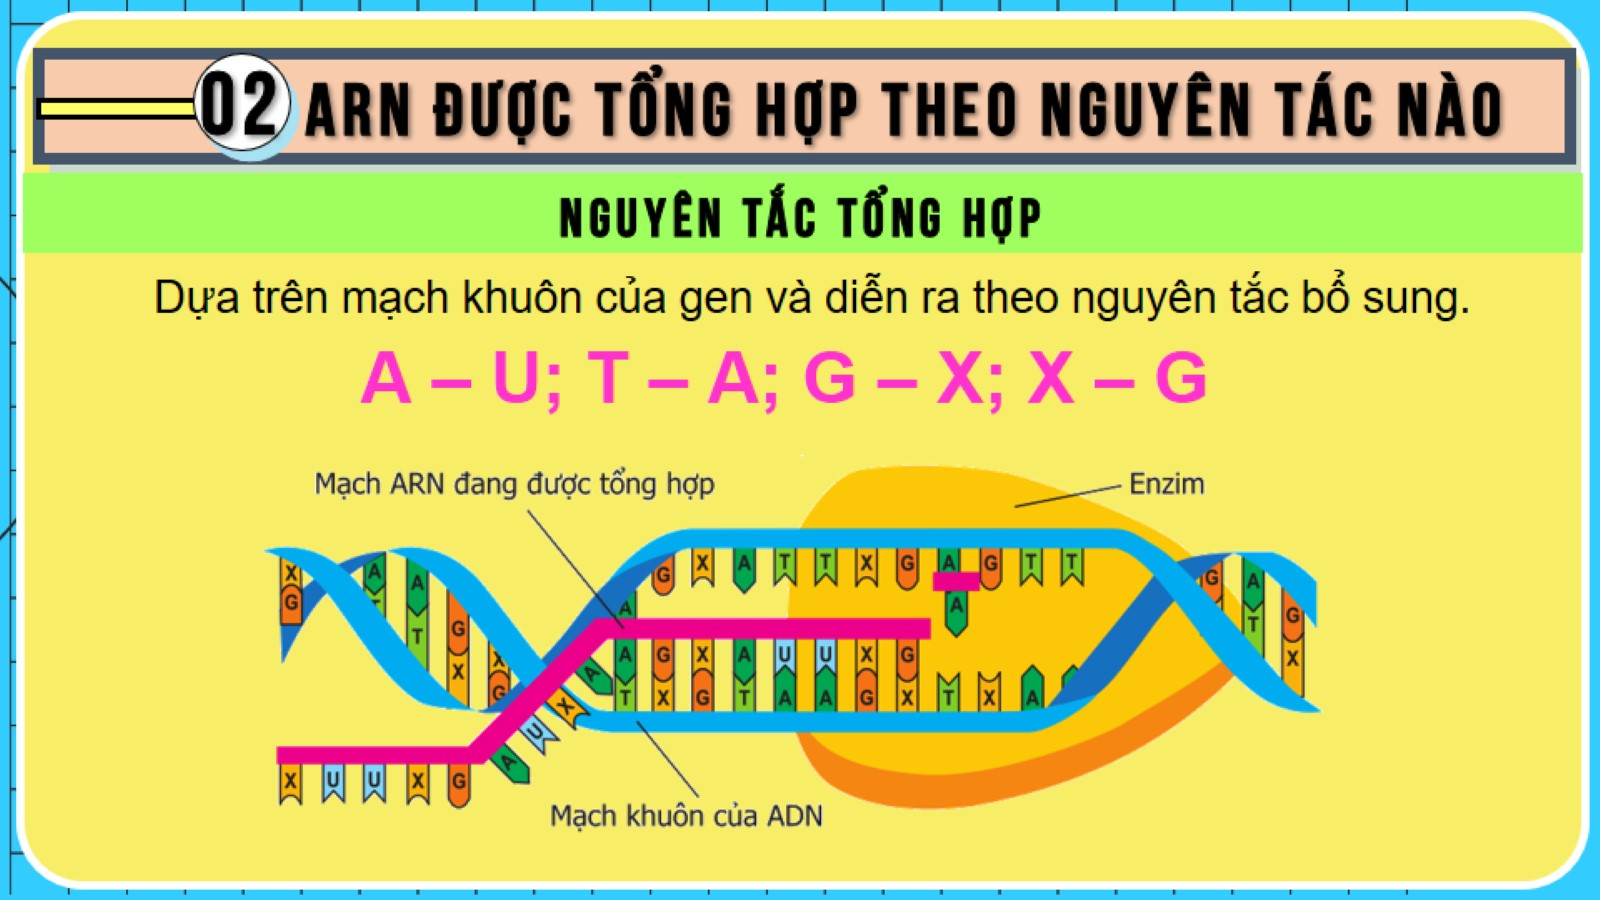 02 ARN ĐƯỢC TỔNG HỢP THEO NGUYÊN TÁC NÀO
NGUYÊN TẮC TỔNG HỢP
Dựa trên mạch khuôn của gen và diễn ra theo nguyên tắc bổ sung.
A – U; T – A; G – X; X – G
Mạch ARN đang được tổng hợp
Enzim
G X A T T X G A G T T
X A A G A
G T T G X X A G A T G X
A
A G X A U U X G
A T X G T A A G X T X A
X U U X G A U X
Mạch khuôn của ADN